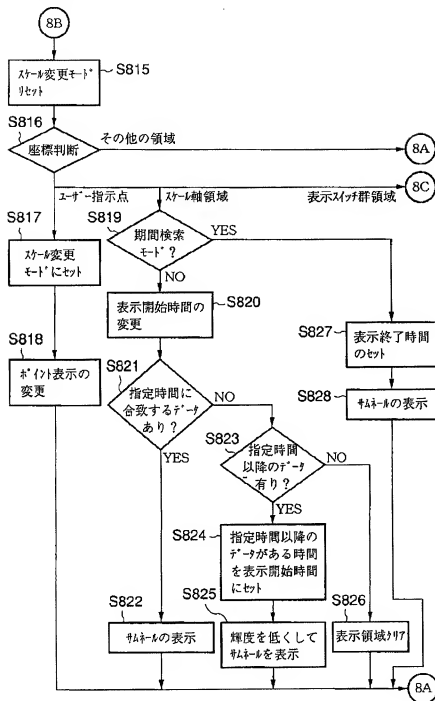 8B
スケール変更モード
リセット
S815
S816
座標判断
その他の領域
8A
8C
ユーザー指示点
スケール軸領域
表示スイッチ群領域
S817
スケール変更
モードにセット
S819
期間検索
モード?
YES
NO
S820
表示開始時間の
変更
S827
表示終了時間
のセット
S818
ポイント表示の
変更
S821
指定時間に
合致するデータ
あり?
NO
YES
S828
サムネールの表示
S823
指定時間
以降のデータ
有り?
NO
YES
S824
指定時間以降の
データがある時間
を表示開始時間
にセット
S822
サムネールの表示
S825
輝度を低くして
サムネールを表示
S826
表示領域クリア
8A